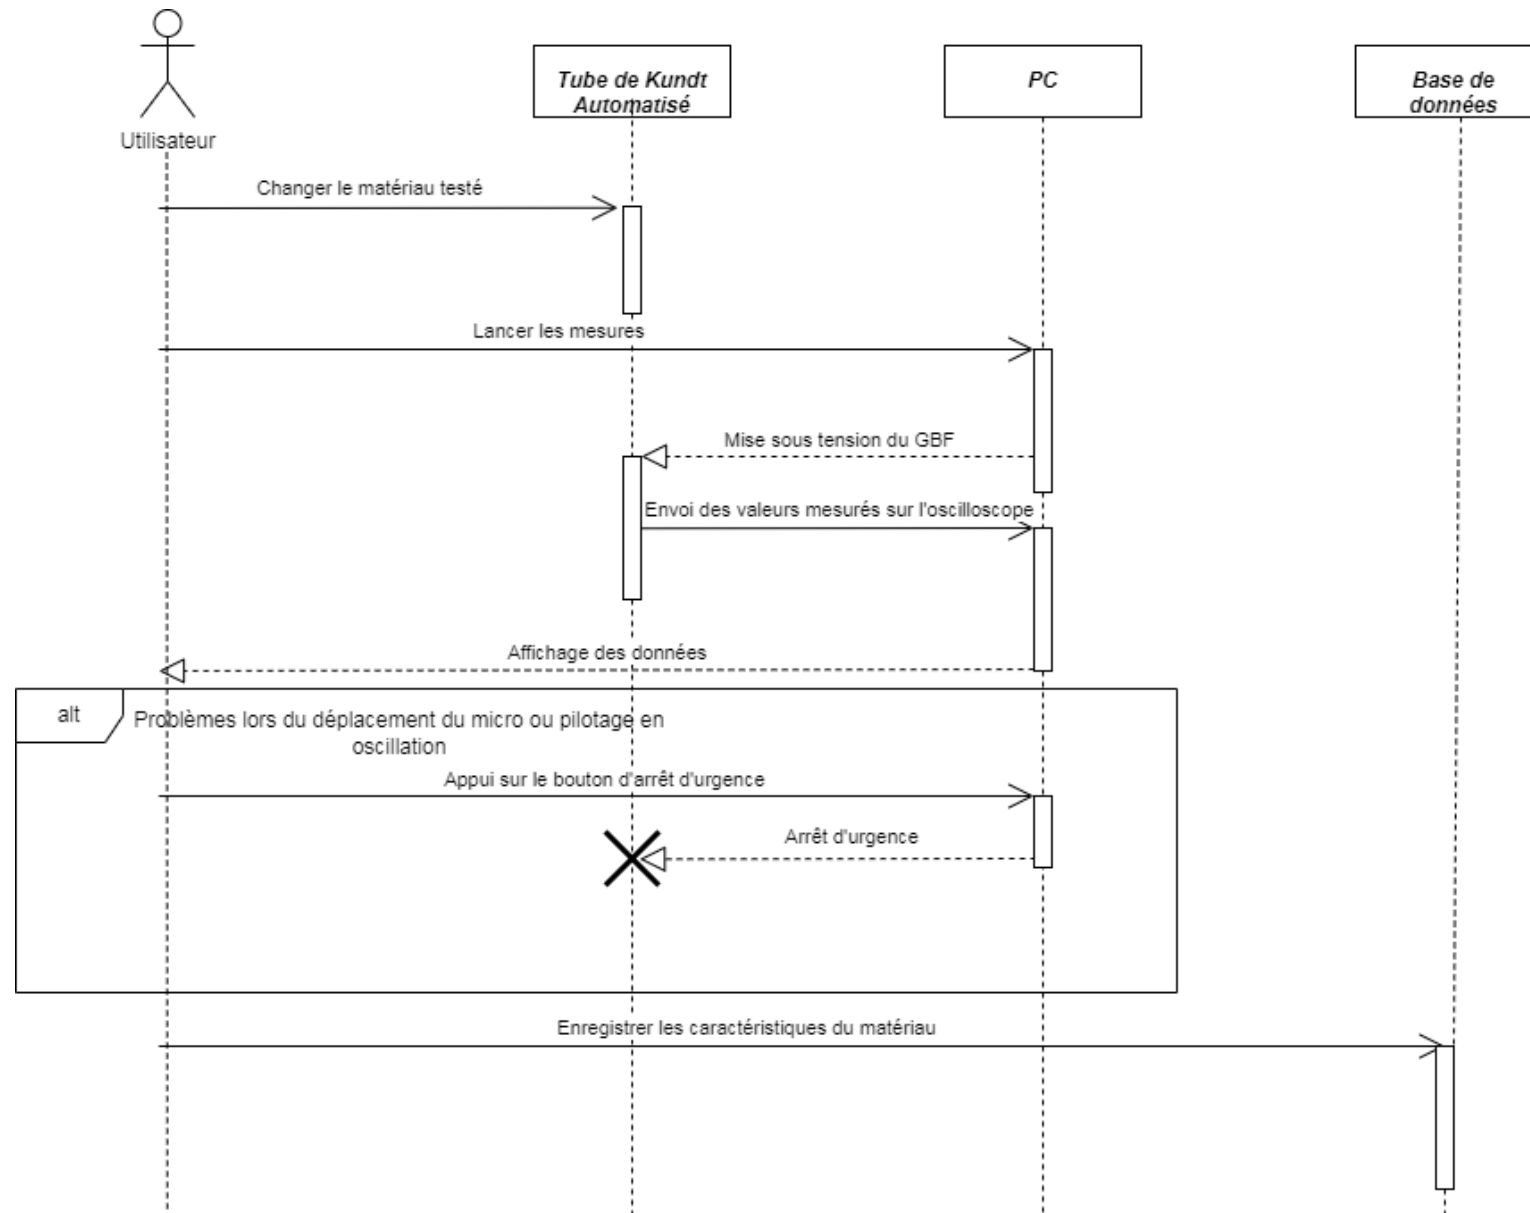 Utilisateur
Tube de Kundt
Automatisé
PC
Base de
données
Changer le matériau testé
Lancer les mesures
Mise sous tension du GBF
Envoi des valeurs mesurés sur l'oscilloscope
Affichage des données
alt
Problèmes lors du déplacement du micro ou pilotage en
oscillation
Appui sur le bouton d'arrêt d'urgence
Arrêt d'urgence
Enregistrer les caractéristiques du matériau